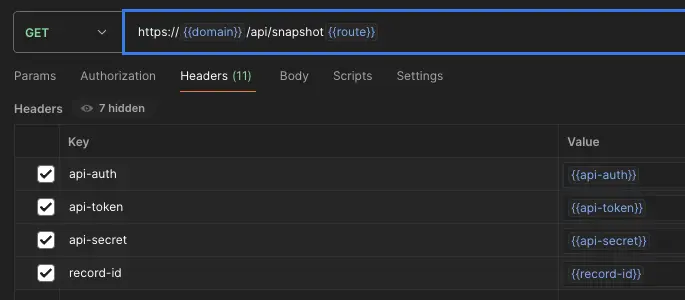 GET https:// {{domain}} /api/snapshot {{route}}
Params Authorization Headers (11) Body Scripts Settings
Headers 7 hidden
Key Value
api-auth {{api-auth}}
api-token {{api-token}}
api-secret {{api-secret}}
record-id {{record-id}}